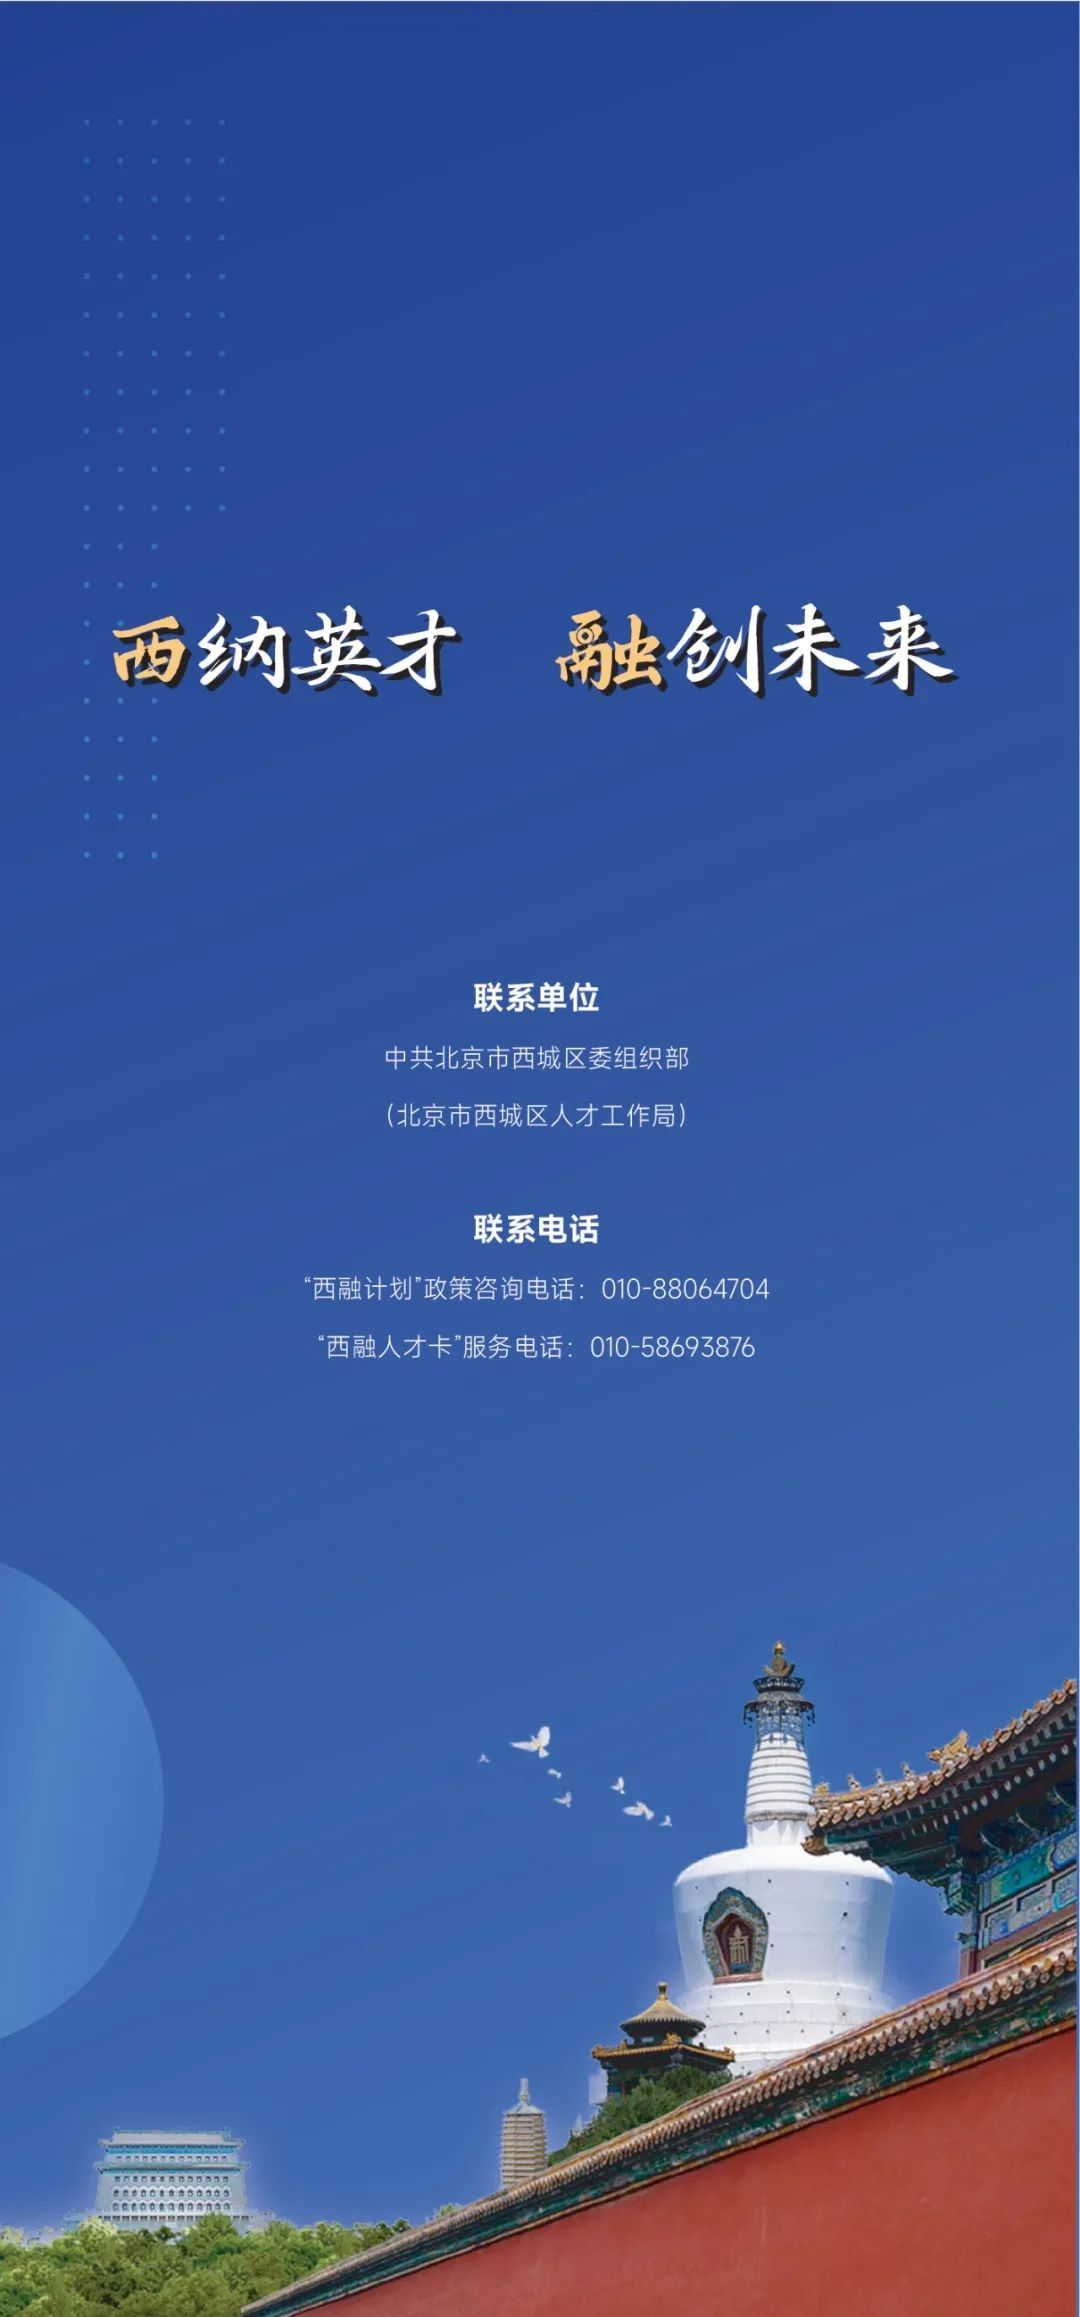 西纳英才 融创未来
联系单位
中共北京市西城区委组织部
（北京市西城区人才工作局）
联系电话
“西融计划”政策咨询电话：010-88064704
“西融人才卡”服务电话：010-58693876